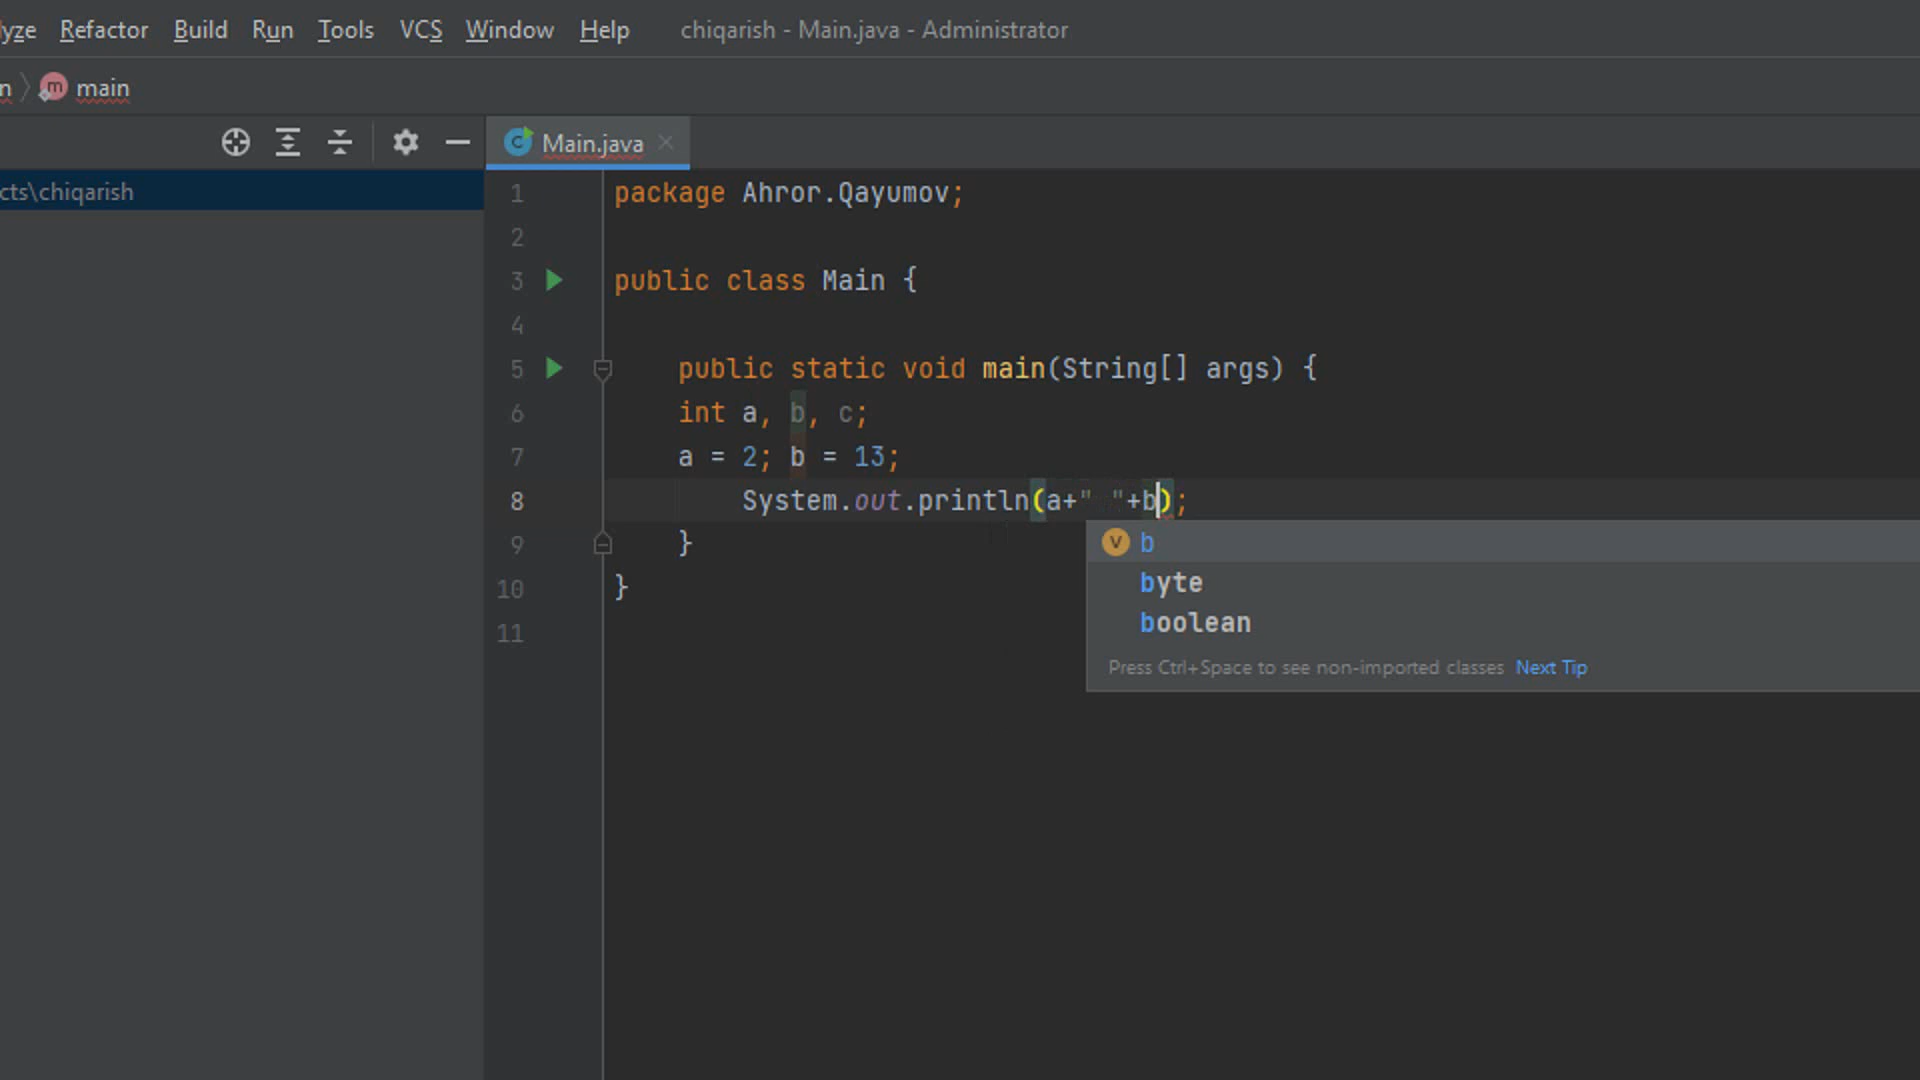 yze Refactor Build Run Tools VCS Window Help chiqarish - Main.java - Administrator
n main
Main.java
cts\chiqarish
1 package Ahror.Qayumov;
2
3 public class Main {
4
5 public static void main(String[] args) {
6 int a, b, c;
7 a = 2; b = 13;
8 System.out.println(a+" "+b);
9 }
10 }
11
v b
byte
boolean
Press Ctrl+Space to see non-imported classes Next Tip